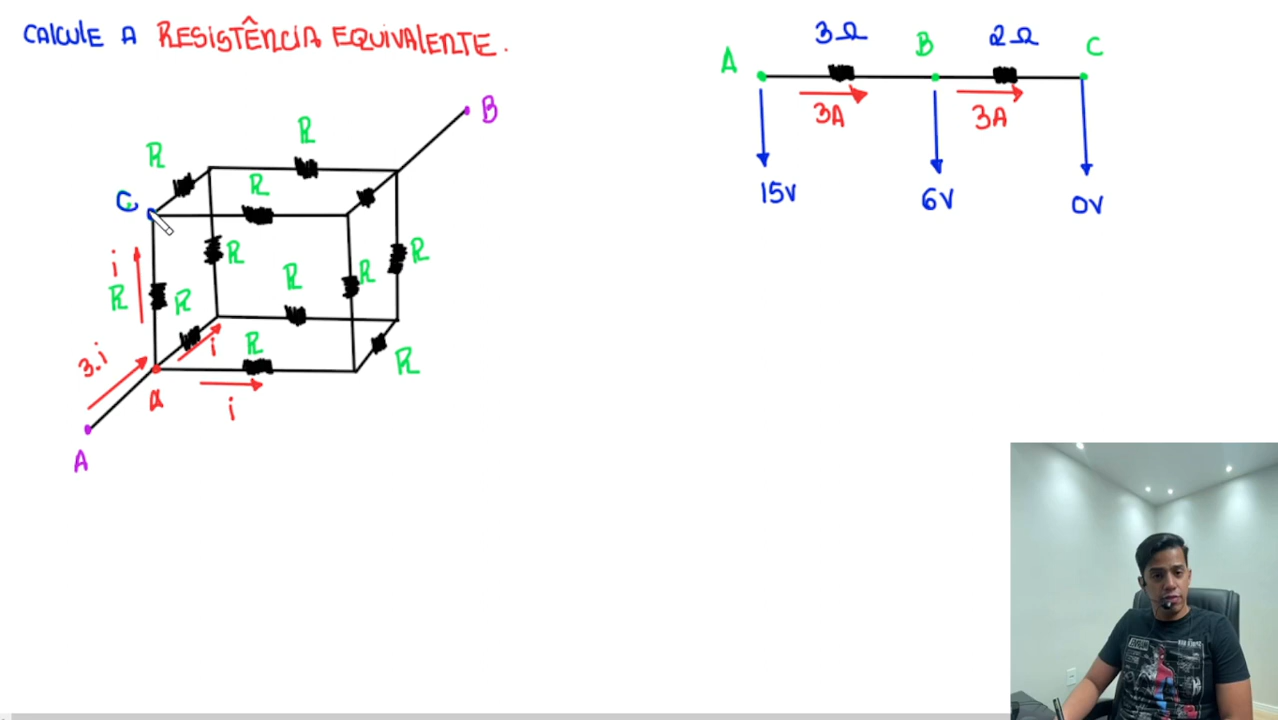 CALCULE A RESISTÊNCIA EQUIVALENTE.
3Ω
2Ω
A
B
C
3A
3A
15V
6V
0V
B
R
R
R
C
i
R
R
R
R
R
R
R
R
3.i
i
a
i
A